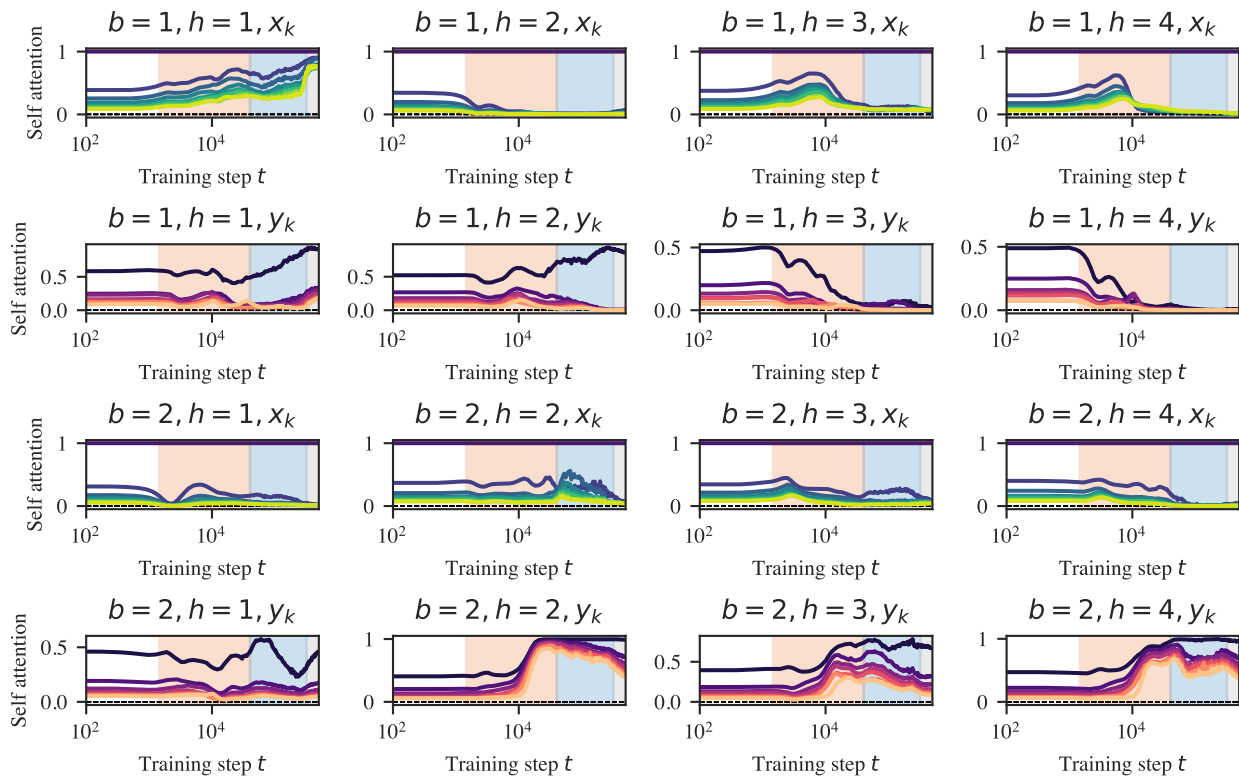 b = 1, h = 1, x_k b = 1, h = 2, x_k b = 1, h = 3, x_k b = 1, h = 4, x_k
Self attention 1 0 1 0 1 0 1 0
10^2 10^4 10^2 10^4 10^2 10^4 10^2 10^4
Training step t Training step t Training step t Training step t
b = 1, h = 1, y_k b = 1, h = 2, y_k b = 1, h = 3, y_k b = 1, h = 4, y_k
Self attention 0.5 0.0 0.5 0.0 0.5 0.0 0.5 0.0
10^2 10^4 10^2 10^4 10^2 10^4 10^2 10^4
Training step t Training step t Training step t Training step t
b = 2, h = 1, x_k b = 2, h = 2, x_k b = 2, h = 3, x_k b = 2, h = 4, x_k
Self attention 1 0 1 0 1 0 1 0
10^2 10^4 10^2 10^4 10^2 10^4 10^2 10^4
Training step t Training step t Training step t Training step t
b = 2, h = 1, y_k b = 2, h = 2, y_k b = 2, h = 3, y_k b = 2, h = 4, y_k
Self attention 0.5 0.0 1 0 0.5 0.0 1 0
10^2 10^4 10^2 10^4 10^2 10^4 10^2 10^4
Training step t Training step t Training step t Training step t